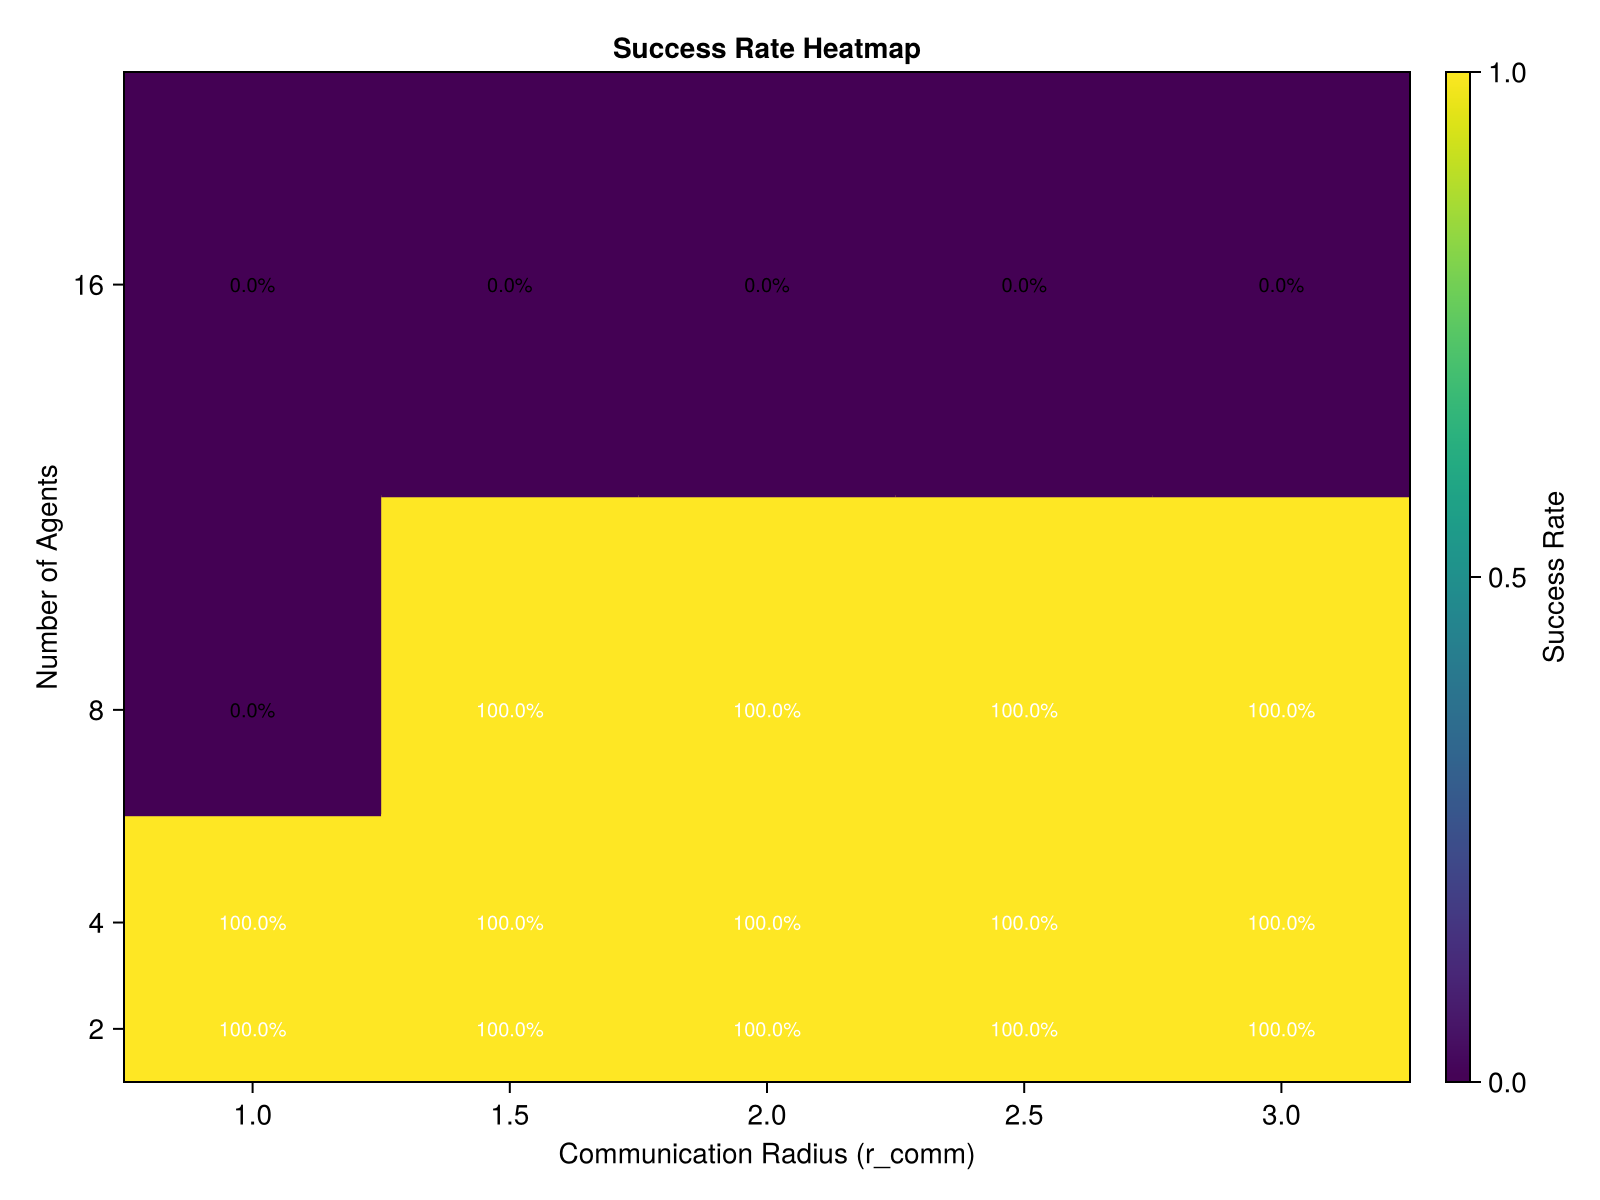 Success Rate Heatmap
Number of Agents
16
8
4
2
0.0% 0.0% 0.0% 0.0% 0.0%
0.0% 100.0% 100.0% 100.0% 100.0%
100.0% 100.0% 100.0% 100.0% 100.0%
100.0% 100.0% 100.0% 100.0% 100.0%
1.0 1.5 2.0 2.5 3.0
Communication Radius (r_comm)
1.0
0.5
0.0
Success Rate